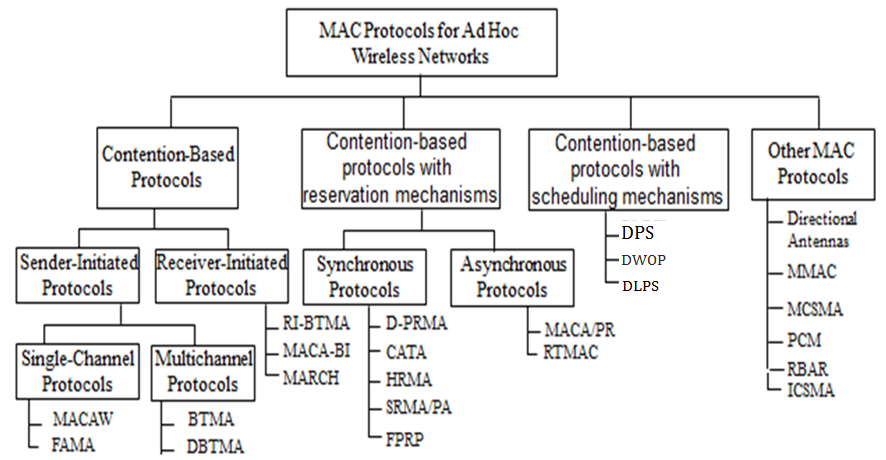 MAC Protocols for Ad Hoc
Wireless Networks
Contention-Based
Protocols
Contention-based
protocols with
reservation mechanisms
Contention-based
protocols with
scheduling mechanisms
Other MAC
Protocols
Sender-Initiated
Protocols
Receiver-Initiated
Protocols
Synchronous
Protocols
Asynchronous
Protocols
DPS
DWOP
DLPS
Directional
Antennas
MMAC
MCSMA
PCM
RBAR
ICSMA
Single-Channel
Protocols
Multichannel
Protocols
RI-BTMA
MACA-BI
MARCH
D-PRMA
CATA
HRMA
SRMA/PA
FPRP
MACA/PR
RTMAC
MACAW
FAMA
BTMA
DBTMA